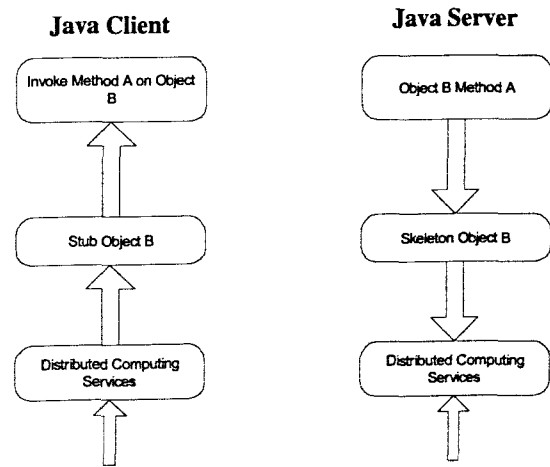 Java Client
Java Server
Invoke Method A on Object
B
Object B Method A
Stub Object B
Skeleton Object B
Distributed Computing
Services
Distributed Computing
Services